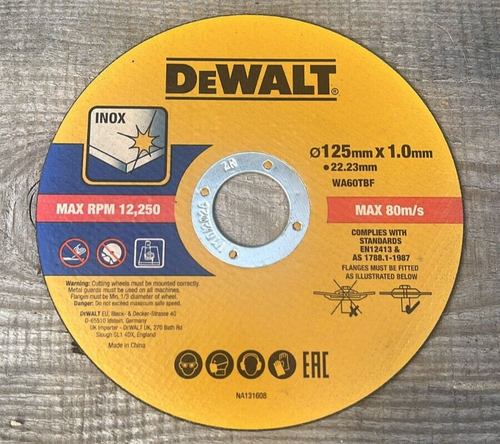 DEWALT®
INOX
ø125mm x 1.0mm
• 22.23mm
WA60TBF
MAX RPM 12,250
MAX 80m/s
COMPLIES WITH
STANDARDS
EN12413 &
AS 1788.1-1987
FLANGES MUST BE FITTED
AS ILLUSTRATED BELOW
Warning: Cutting wheels must be mounted correctly.
Metal guards must be used on all machines.
Flanges must be Min. 1/3 diameter of wheel.
Danger: Do not exceed maximum safe speed.
DEWALT EU, Black- & Decker-Strasse 40
D-65510 Idstein, Germany
UK Importer - DeWALT UK, 270 Bath Rd
Slough SL1 4DX, England
Made in China
EAC
NA131608